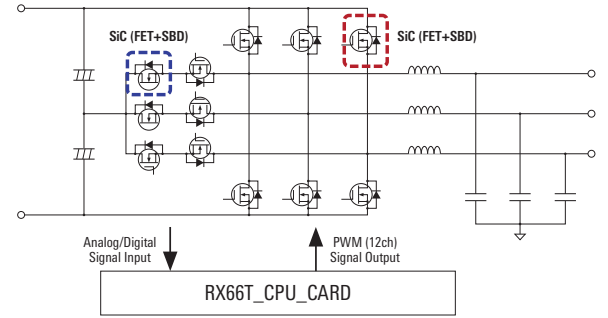 SiC (FET+SBD)
SiC (FET+SBD)
Analog/Digital
Signal Input
PWM (12ch)
Signal Output
RX66T_CPU_CARD